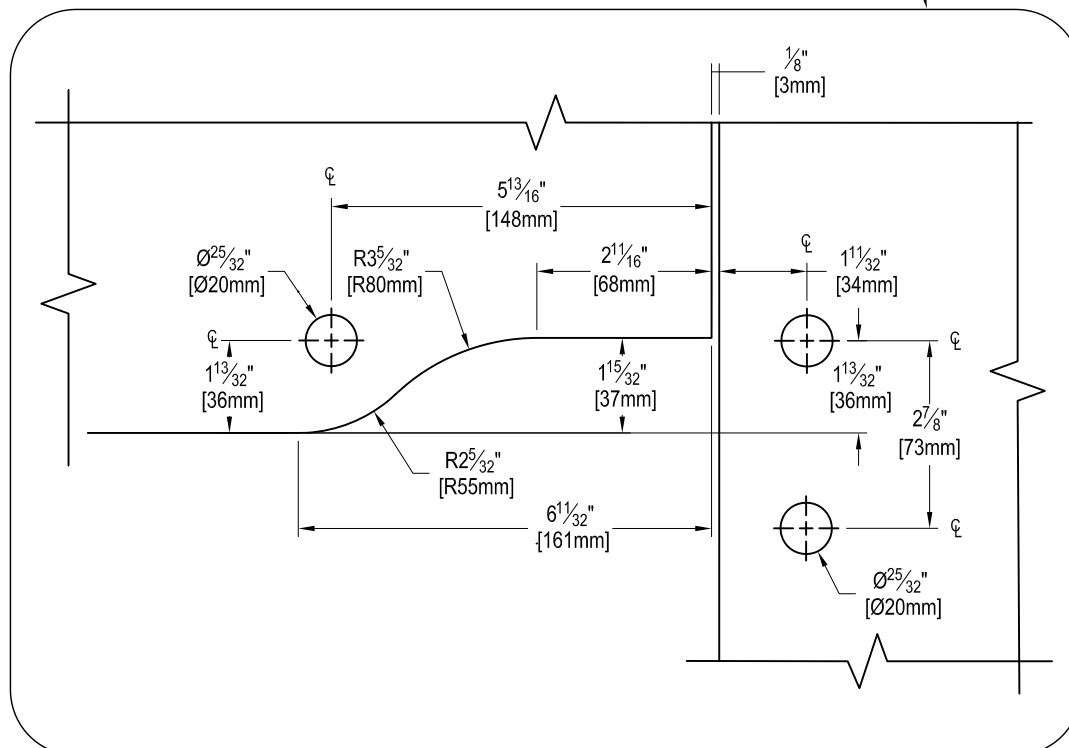 1⁄8"
[3mm]
℄
5 13⁄16"
[148mm]
℄
Ø25⁄32"
[Ø20mm]
R3 5⁄32"
[R80mm]
2 11⁄16"
[68mm]
1 11⁄32"
[34mm]
℄
℄
1 13⁄32"
[36mm]
1 15⁄32"
[37mm]
1 13⁄32"
[36mm]
2 7⁄8"
[73mm]
R2 5⁄32"
[R55mm]
6 11⁄32"
[161mm]
℄
Ø25⁄32"
[Ø20mm]